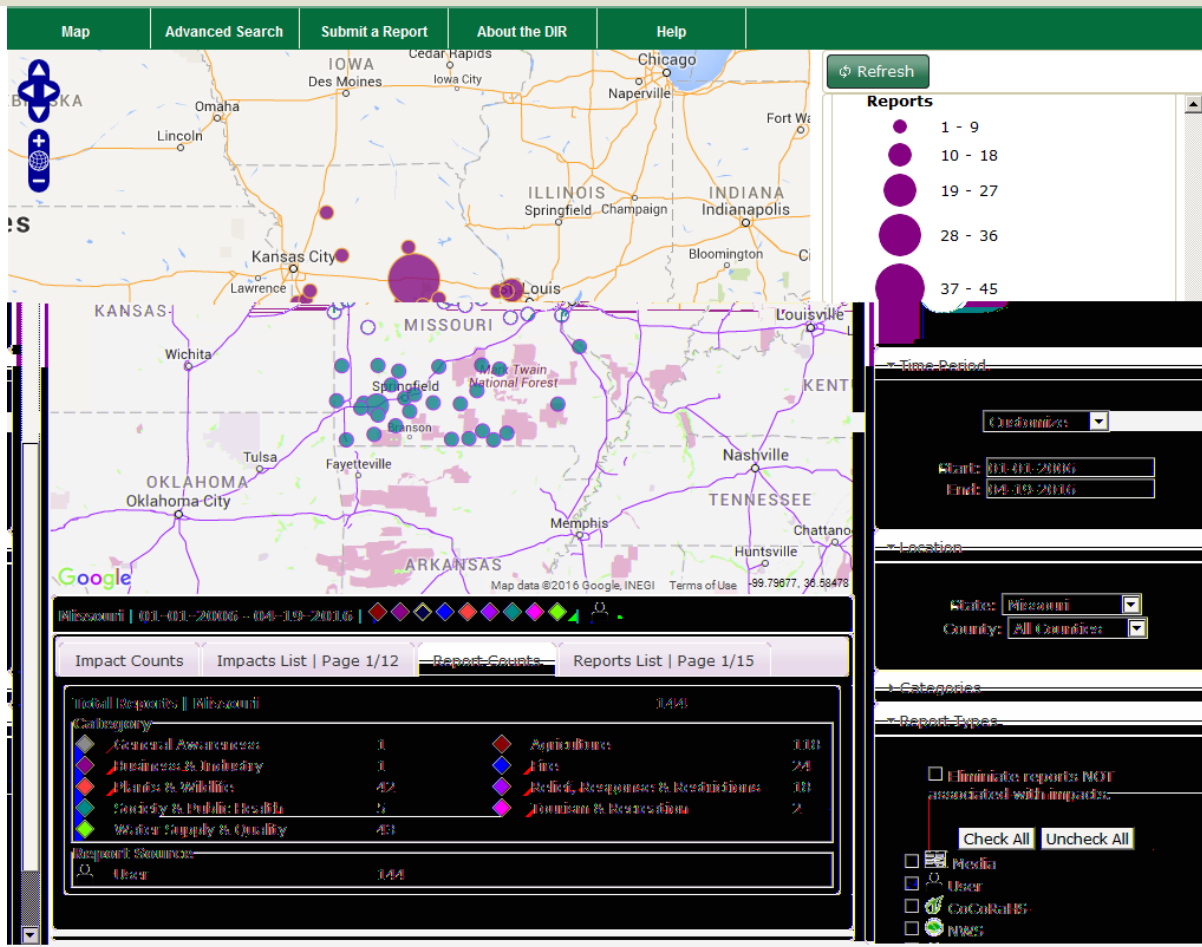 Map Advanced Search Submit a Report About the DIR Help
Refresh
Reports
1 - 9
10 - 18
19 - 27
28 - 36
37 - 45
IOWA
Cedar Rapids
Des Moines
Iowa City
Chicago
Naperville
Omaha
Lincoln
Fort Wa
ILLINOIS
INDIANA
Springfield
Champaign
Indianapolis
Bloomington
Kansas City
Lawrence
Louis
KANSAS
MISSOURI
Louisville
Wichita
Mark Twain
National Forest
Springfield
KENT
Branson
Nashville
Tulsa
Fayetteville
OKLAHOMA
Oklahoma City
TENNESSEE
Memphis
Chattano
Huntsville
ARKANSAS
Google
Map data ©2016 Google, INEGI Terms of Use -99.79677, 36.58478
Time Period
Customize
Start: 01-01-2006
End: 04-19-2016
Location
State: Missouri
County: All Counties
Categories
Report Types
Eliminiate reports NOT
associated with impacts.
Check All Uncheck All
Media
User
CoCoRaHS
NWS
Missouri | 01-01-2006 - 04-19-2016 |
Impact Counts Impacts List | Page 1/12 Report Counts Reports List | Page 1/15
Total Reports | Missouri 144
Category
General Awareness 1 Agriculture 118
Business & Industry 1 Fire 24
Plants & Wildlife 42 Relief, Response & Restrictions 18
Society & Public Health 5 Tourism & Recreation 2
Water Supply & Quality 43
Report Source
User 144